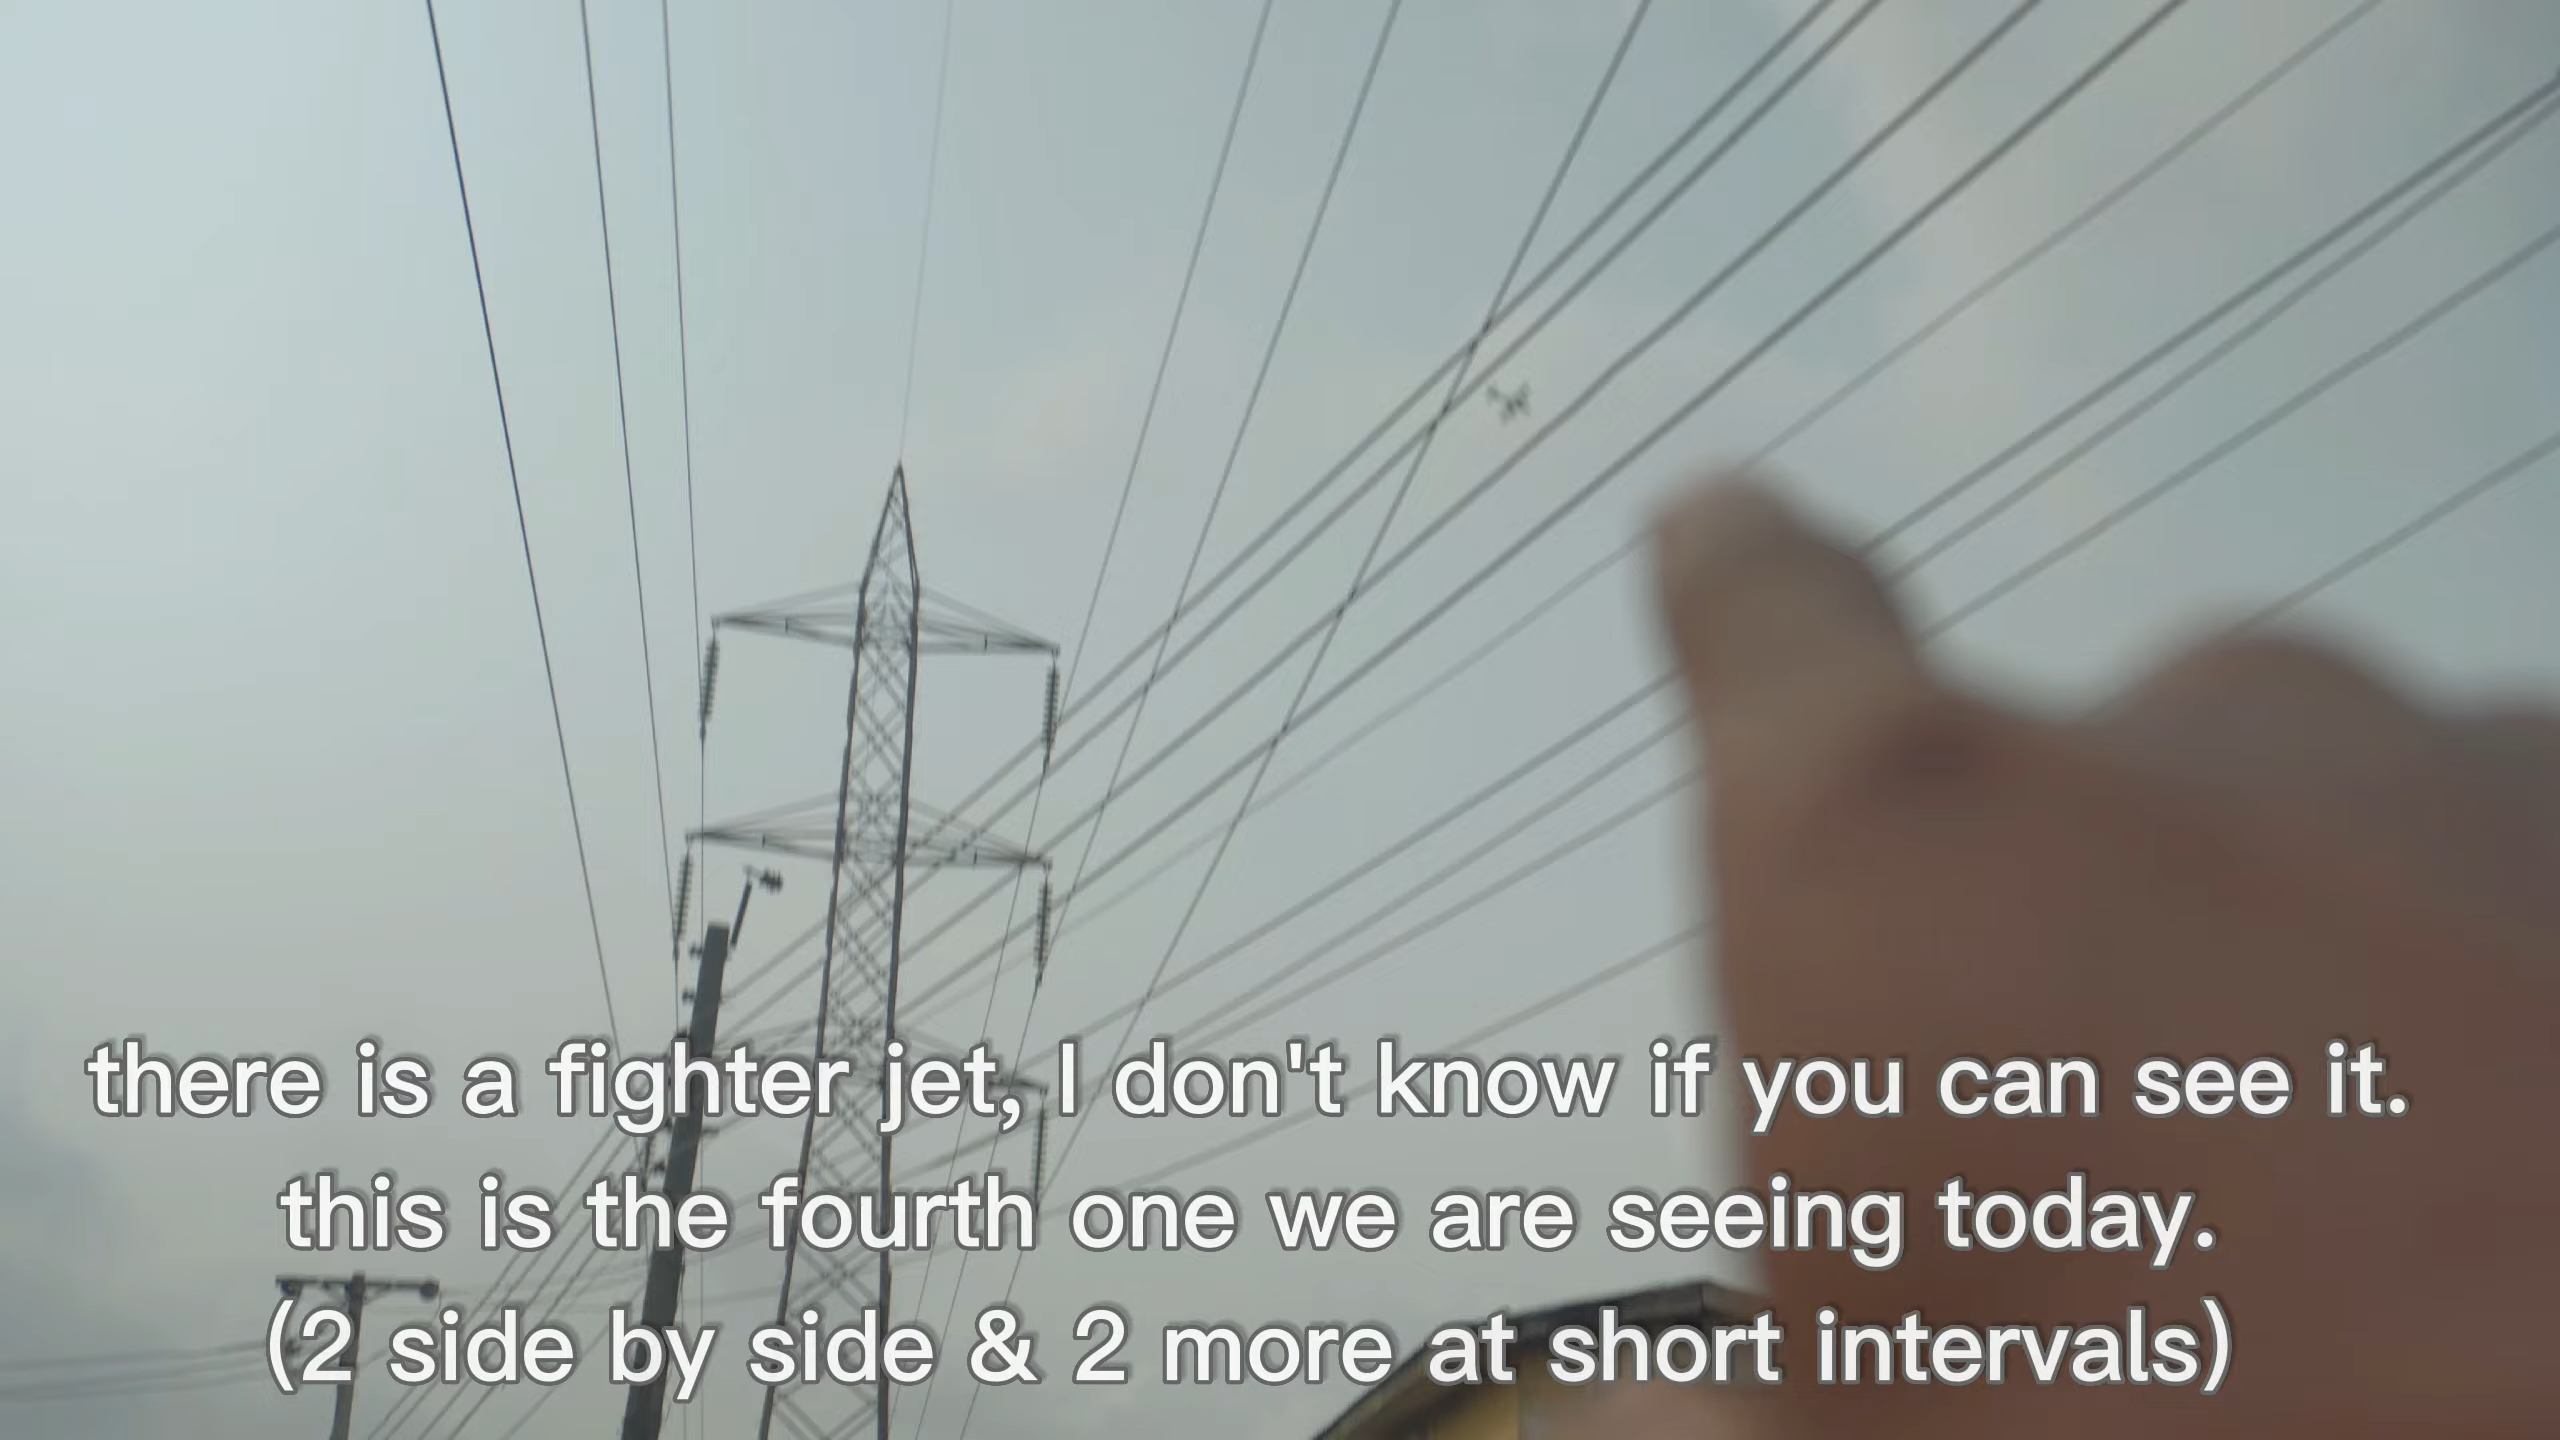 there is a fighter jet, I don't know if you can see it.
this is the fourth one we are seeing today.
(2 side by side & 2 more at short intervals)